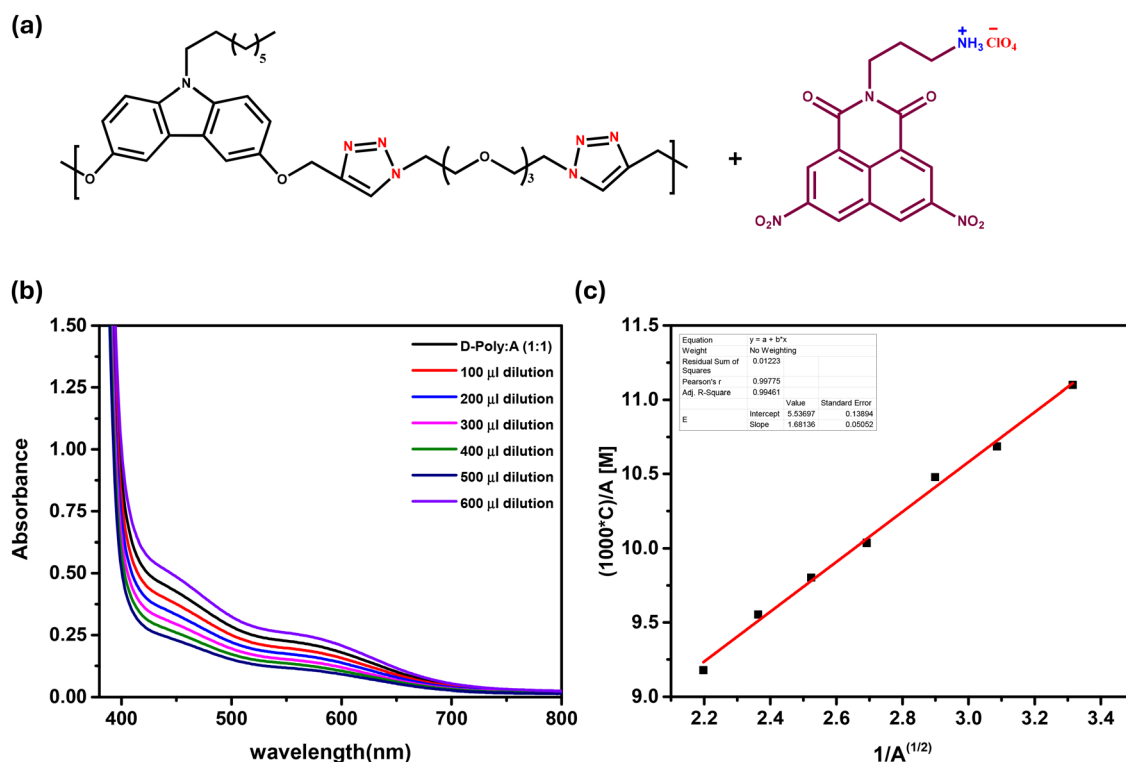 (a)
5
N
O
O
N
N
N
O
3
N
N
N
+
O
N
O
NH3
+
ClO4
−
O2N
NO2
(b)
Absorbance
1.50
1.25
1.00
0.75
0.50
0.25
0.00
400
500
600
700
800
wavelength(nm)
D-Poly:A (1:1)
100 μl dilution
200 μl dilution
300 μl dilution
400 μl dilution
500 μl dilution
600 μl dilution
(c)
(1000*C)/A [M]
11.5
11.0
10.5
10.0
9.5
9.0
2.2 2.4 2.6 2.8 3.0 3.2 3.4
1/A(1/2)
Equation y = a + b*x
Weight No Weighting
Residual Sum of Squares 0.01223
Pearson's r 0.99775
Adj. R-Square 0.99461
Value Standard Error
E Intercept 5.53697 0.13894
Slope 1.68136 0.05052